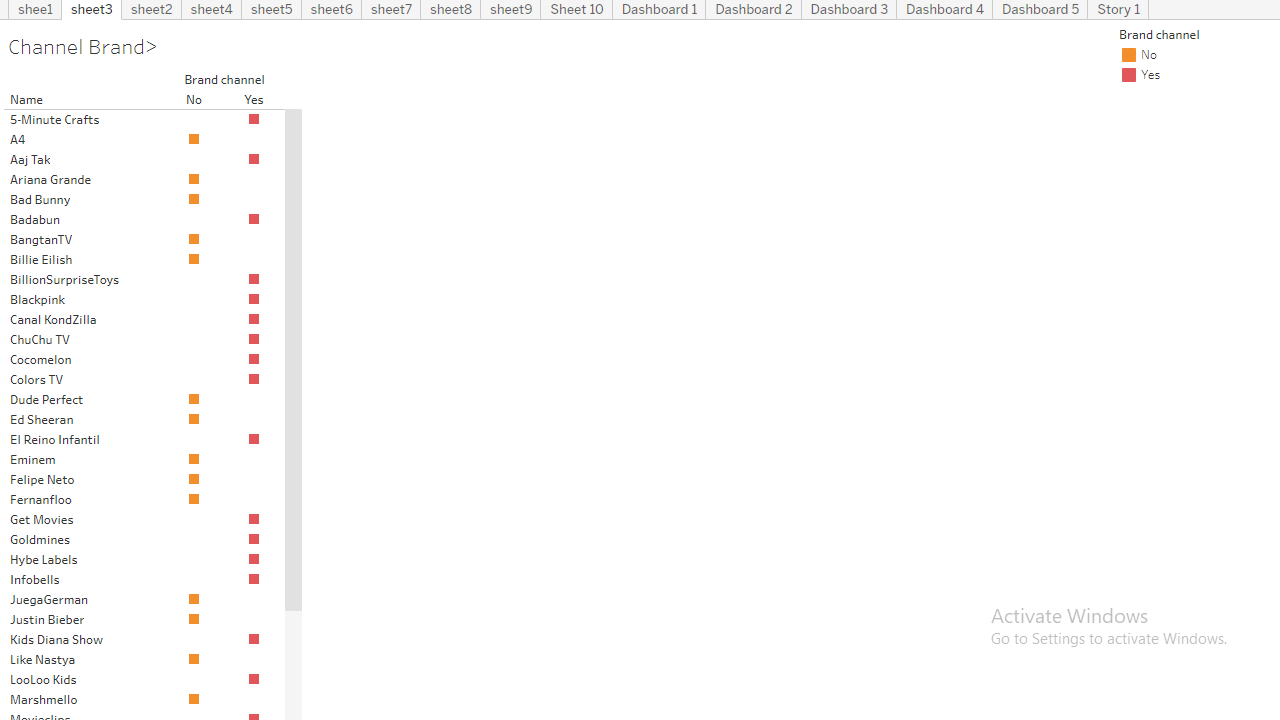 shee1 sheet3 sheet2 sheet4 sheet5 sheet6 sheet7 sheet8 sheet9 Sheet 10 Dashboard 1 Dashboard 2 Dashboard 3 Dashboard 4 Dashboard 5 Story 1
Channel Brand>
Brand channel
No
Yes
Brand channel
Name No Yes
5-Minute Crafts
A4
Aaj Tak
Ariana Grande
Bad Bunny
Badabun
BangtanTV
Billie Eilish
BillionSurpriseToys
Blackpink
Canal KondZilla
ChuChu TV
Cocomelon
Colors TV
Dude Perfect
Ed Sheeran
El Reino Infantil
Eminem
Felipe Neto
Fernanfloo
Get Movies
Goldmines
Hybe Labels
Infobells
JuegaGerman
Justin Bieber
Kids Diana Show
Like Nastya
LooLoo Kids
Marshmello
Movieclips
Activate Windows
Go to Settings to activate Windows.